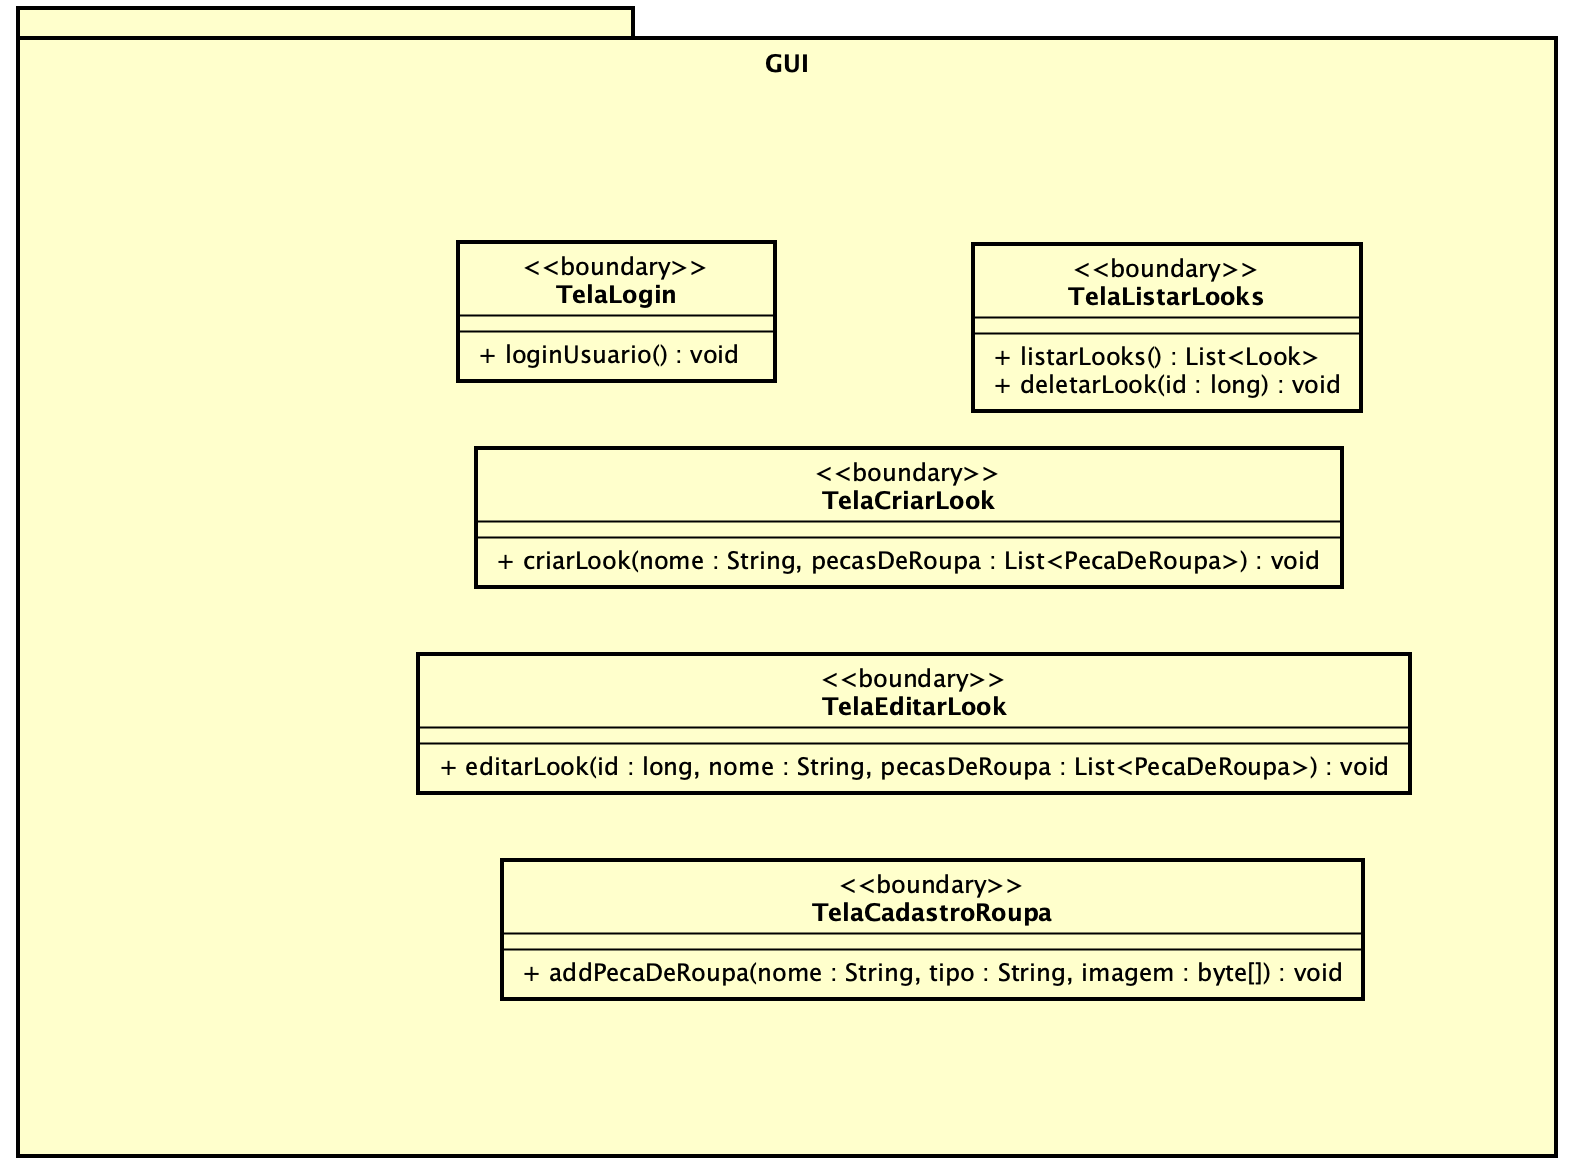 GUI
<<boundary>>
TelaLogin
+ loginUsuario() : void
<<boundary>>
TelaListarLooks
+ listarLooks() : List<Look>
+ deletarLook(id : long) : void
<<boundary>>
TelaCriarLook
+ criarLook(nome : String, pecasDeRoupa : List<PecaDeRoupa>) : void
<<boundary>>
TelaEditarLook
+ editarLook(id : long, nome : String, pecasDeRoupa : List<PecaDeRoupa>) : void
<<boundary>>
TelaCadastroRoupa
+ addPecaDeRoupa(nome : String, tipo : String, imagem : byte[]) : void